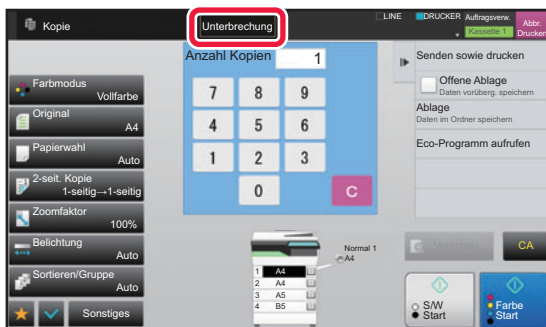 Kopie
Unterbrechung
LINE
DRUCKER
Auftragsverw.
Kassette 1
Abbr.
Drucken
Anzahl Kopien
1
Farbmodus
Vollfarbe
Original
A4
Papierwahl
Auto
2-seit. Kopie
1-seitig→1-seitig
Zoomfaktor
100%
Belichtung
Auto
Sortieren/Gruppe
Auto
Sonstiges
7 8 9
4 5 6
1 2 3
0 C
Normal 1
A4
1 A4
2 A4
3 A5
4 B5
Senden sowie drucken
Offene Ablage
Daten vorüberg. speichern
Ablage
Daten im Ordner speichern
Eco-Programm aufrufen
CA
S/W
Start
Farbe
Start